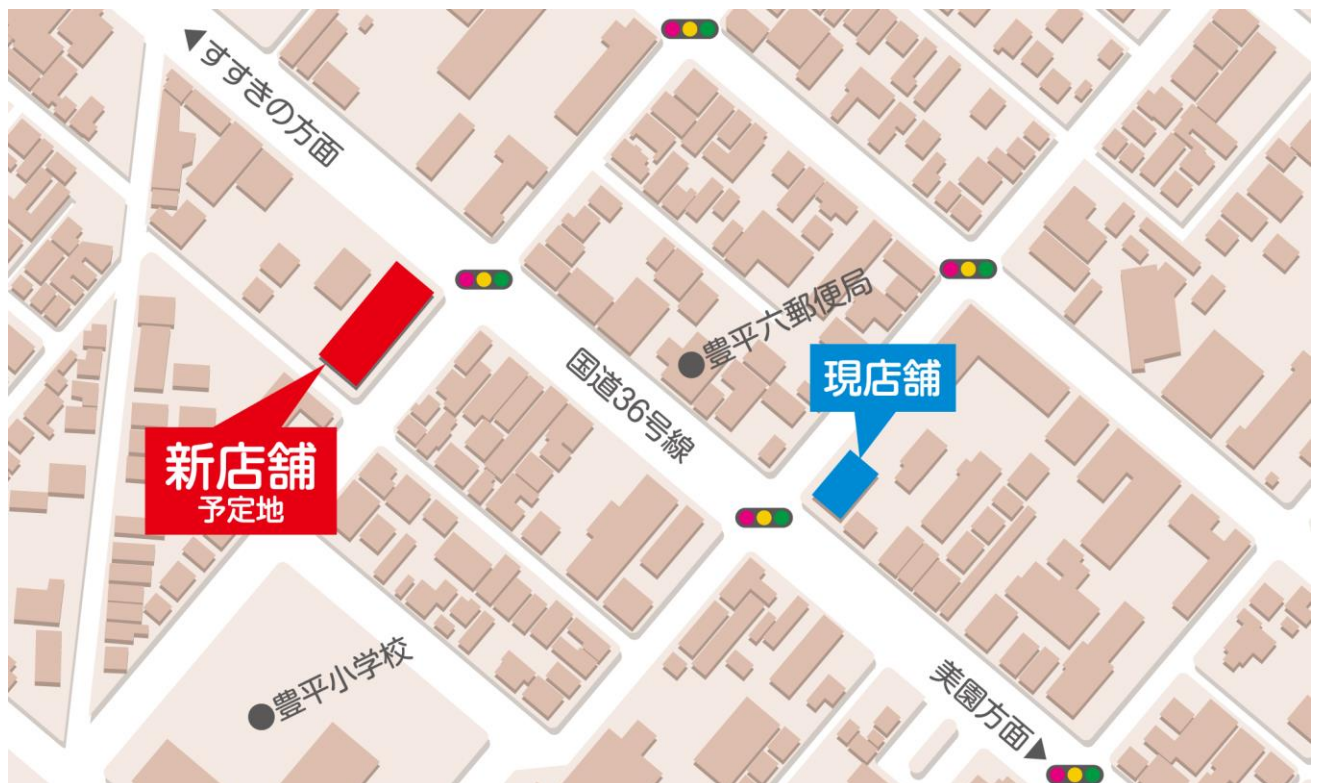 ▲すすきの方面
豊平六郵便局
現店舗
国道36号線
新店舗
予定地
豊平小学校
美園方面▶